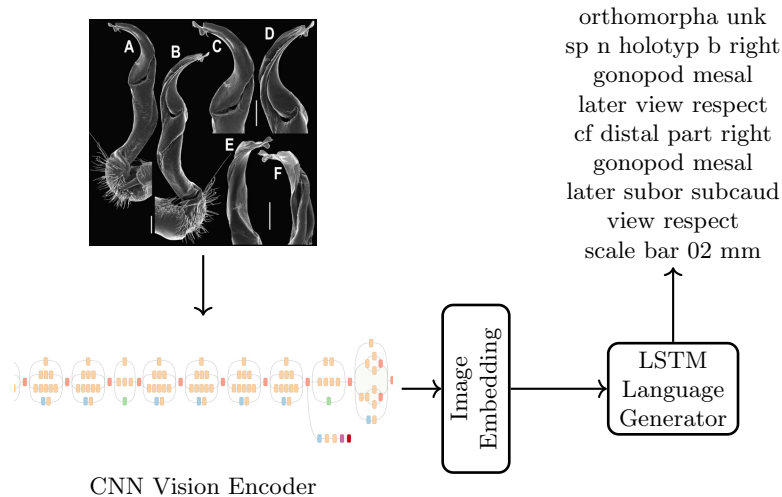 A
B
C
D
E
F
orthomorpha unk
sp n holotyp b right
gonopod mesal
later view respect
cf distal part right
gonopod mesal
later subor subcaud
view respect
scale bar 02 mm
Image
Embedding
LSTM
Language
Generator
CNN Vision Encoder